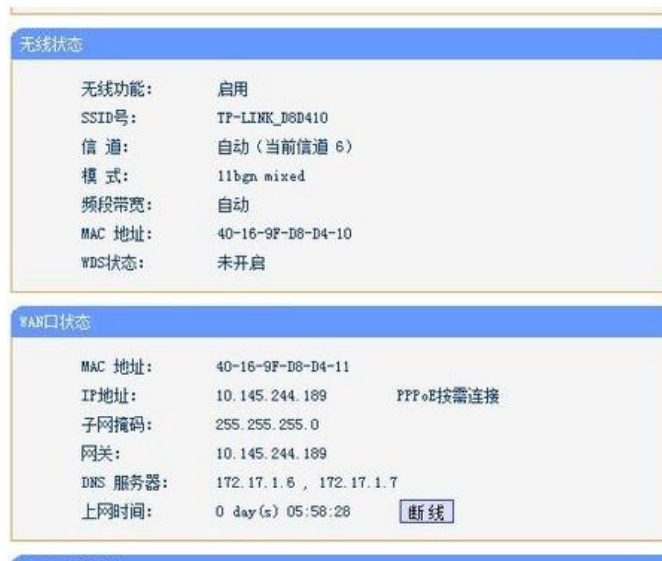 无线状态
无线功能: 启用
SSID号: TP-LINK_D8D410
信 道: 自动（当前信道 6）
模 式: 11bgn mixed
频段带宽: 自动
MAC 地址: 40-16-9F-D8-D4-10
WDS状态: 未开启
WAN口状态
MAC 地址: 40-16-9F-D8-D4-11
IP地址: 10.145.244.189 PPPoE按需连接
子网掩码: 255.255.255.0
网关: 10.145.244.189
DNS 服务器: 172.17.1.6 , 172.17.1.7
上网时间: 0 day(s) 05:58:28 断线